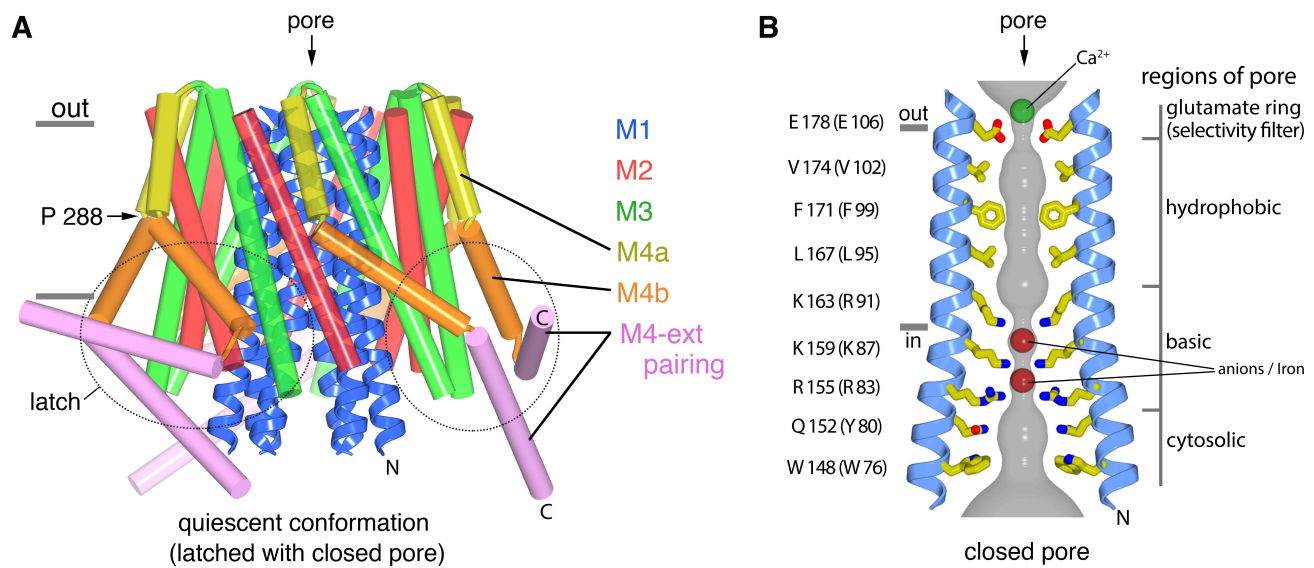 A
pore
out
P 288
latch
M1
M2
M3
M4a
M4b
M4-ext
pairing
C
N
C
quiescent conformation
(latched with closed pore)
B
pore
Ca2+
regions of pore
out
E 178 (E 106)
glutamate ring
(selectivity filter)
V 174 (V 102)
F 171 (F 99)
hydrophobic
L 167 (L 95)
K 163 (R 91)
in
K 159 (K 87)
basic
anions / Iron
R 155 (R 83)
Q 152 (Y 80)
cytosolic
W 148 (W 76)
N
closed pore